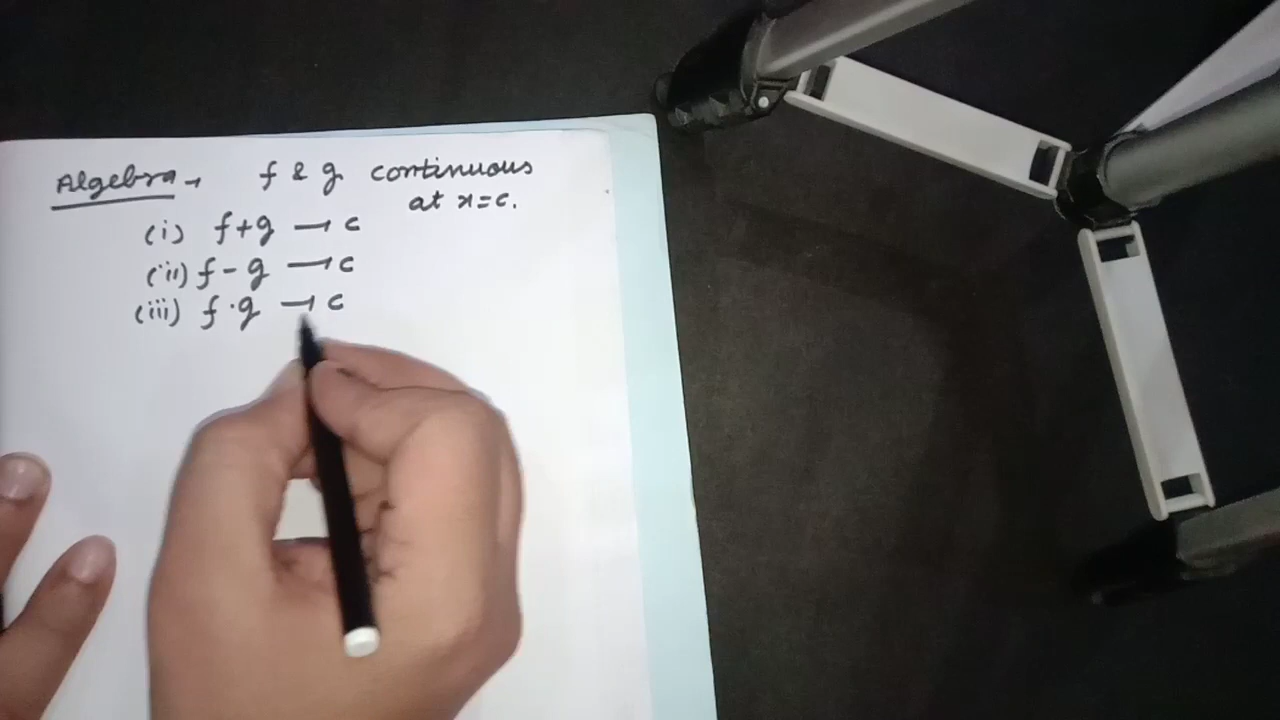 Algebra → f & g continuous
at x=c.
(i) f+g → c
(ii) f-g → c
(iii) f·g → c